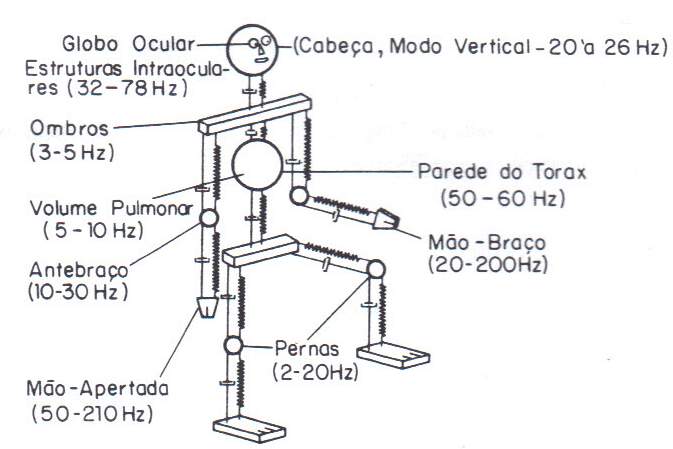 Globo Ocular
(Cabeça, Modo Vertical - 20 'a 26 Hz)
Estruturas Intraocula-
res (32-78 Hz)
Ombros
(3-5 Hz)
Parede do Torax
(50-60 Hz)
Volume Pulmonar
(5-10 Hz)
Mão-Braço
(20-200Hz)
Antebraço
(10-30 Hz)
Pernas
(2-20Hz)
Mão-Apertada
(50-210 Hz)